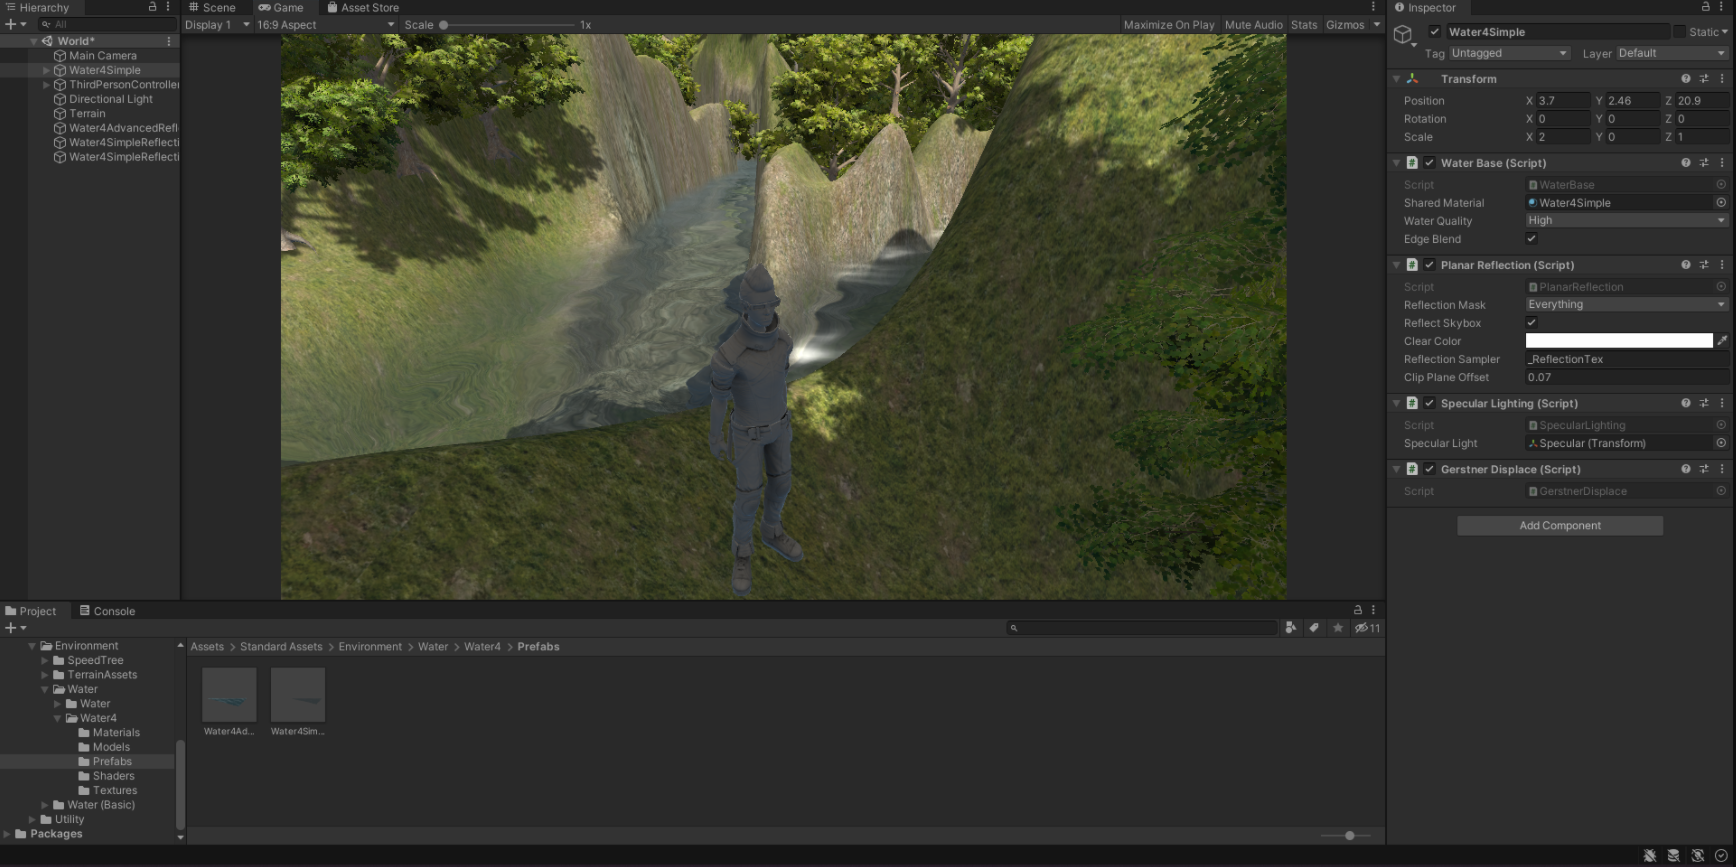 Hierarchy
Scene
Game
Asset Store
Inspector
All
Display 1
16:9 Aspect
Scale
1x
Maximize On Play
Mute Audio
Stats
Gizmos
World*
Main Camera
Water4Simple
ThirdPersonController
Directional Light
Terrain
Water4AdvancedRefl
Water4SimpleReflecti
Water4SimpleReflecti
Water4Simple
Static
Tag Untagged
Layer Default
Transform
Position X 3.7 Y 2.46 Z 20.9
Rotation X 0 Y 0 Z 0
Scale X 2 Y 0 Z 1
Water Base (Script)
Script WaterBase
Shared Material Water4Simple
Water Quality High
Edge Blend
Planar Reflection (Script)
Script PlanarReflection
Reflection Mask Everything
Reflect Skybox
Clear Color
Reflection Sampler _ReflectionTex
Clip Plane Offset 0.07
Specular Lighting (Script)
Script SpecularLighting
Specular Light Specular (Transform)
Gerstner Displace (Script)
Script GerstnerDisplace
Add Component
Project
Console
11
Environment
SpeedTree
TerrainAssets
Water
Water
Water4
Materials
Models
Prefabs
Shaders
Textures
Water (Basic)
Utility
Packages
Assets > Standard Assets > Environment > Water > Water4 > Prefabs
Water4Ad...
Water4Sim...